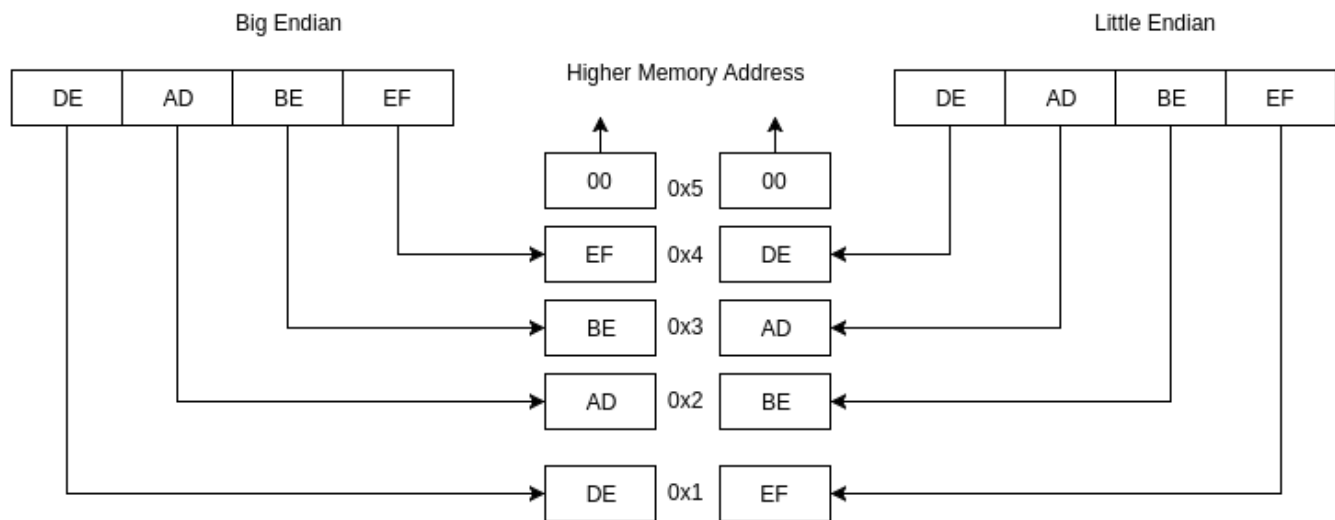 Big Endian
Little Endian
Higher Memory Address
DE AD BE EF
DE AD BE EF
00 0x5 00
EF 0x4 DE
BE 0x3 AD
AD 0x2 BE
DE 0x1 EF